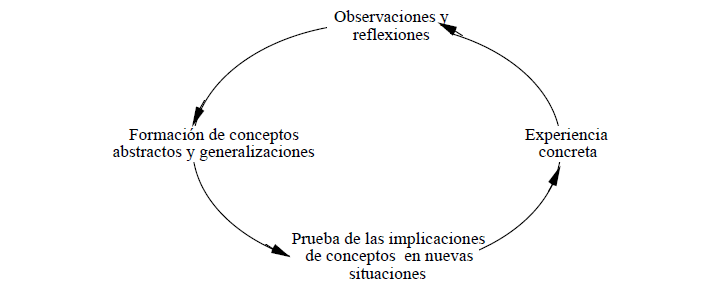 Observaciones y
reflexiones
Formación de conceptos
abstractos y generalizaciones
Experiencia
concreta
Prueba de las implicaciones
de conceptos en nuevas
situaciones